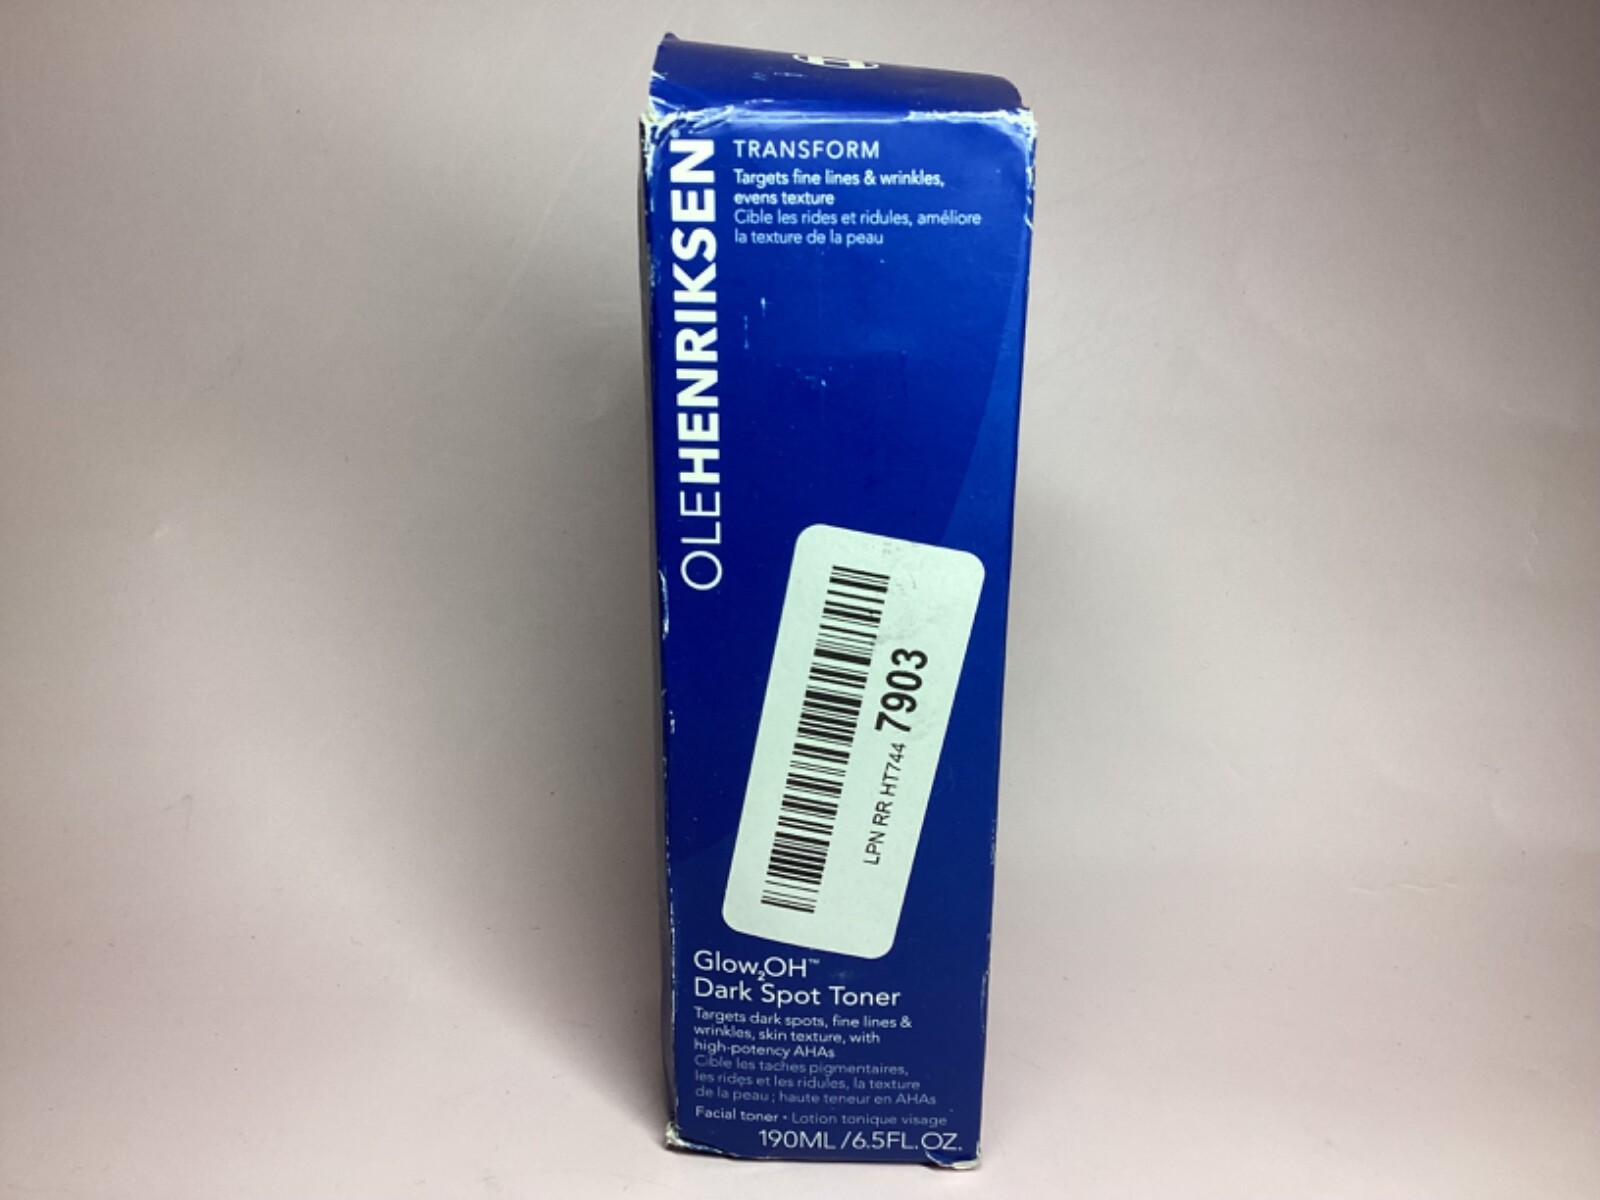 OLEHENRIKSEN
TRANSFORM
Targets fine lines & wrinkles,
evens texture
Cible les rides et ridules, améliore
la texture de la peau
LPN RR HT744 7903
Glow₂OH™
Dark Spot Toner
Targets dark spots, fine lines &
wrinkles, skin texture, with
high-potency AHAs
Cible les taches pigmentaires,
les rides et les ridules, la texture
de la peau ; haute teneur en AHAs
Facial toner • Lotion tonique visage
190ML/6.5FL.OZ.